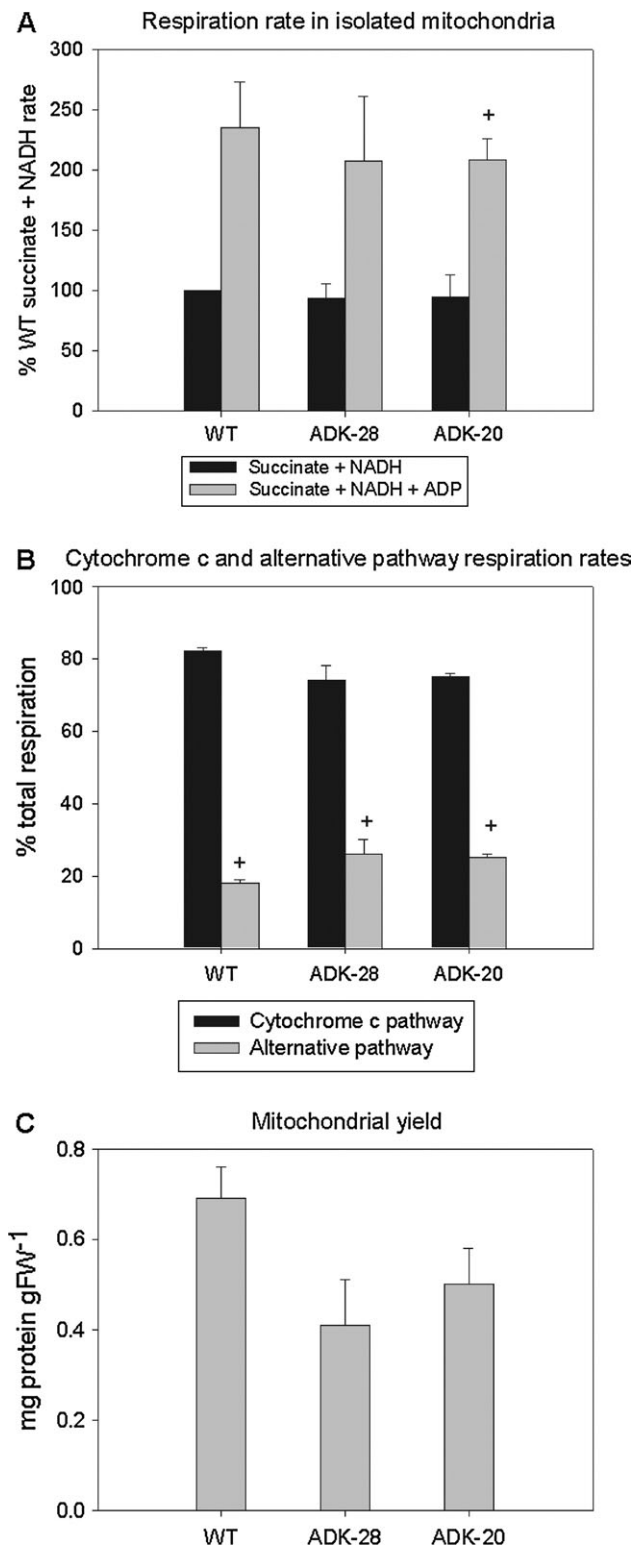 A Respiration rate in isolated mitochondria
% WT succinate + NADH rate
300
250
200
150
100
50
0
+
WT ADK-28 ADK-20
Succinate + NADH
Succinate + NADH + ADP
B Cytochrome c and alternative pathway respiration rates
% total respiration
100
80
60
40
20
0
+ + +
WT ADK-28 ADK-20
Cytochrome c pathway
Alternative pathway
C Mitochondrial yield
mg protein gFW-1
0.8
0.6
0.4
0.2
0.0
WT ADK-28 ADK-20